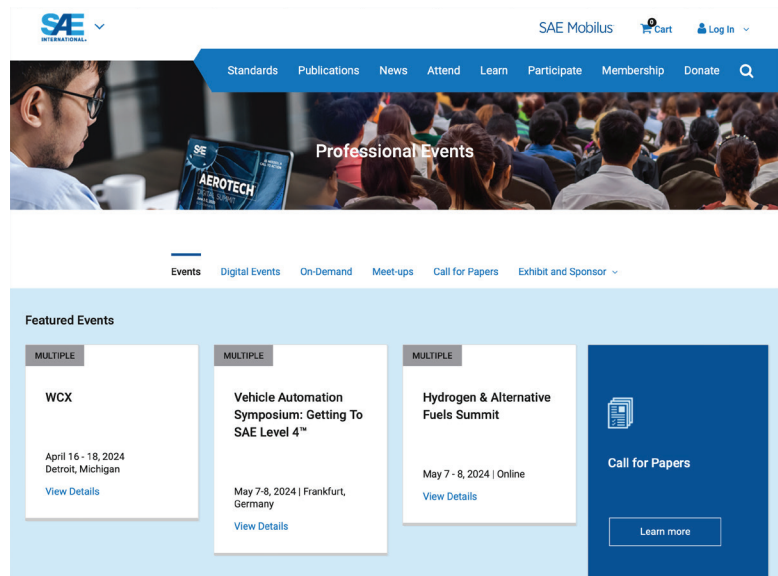 SAE
INTERNATIONAL®
SAE Mobilus
0
Cart
Log In
Standards Publications News Attend Learn Participate Membership Donate
SAE
AEROTECH
DIGITAL SUMMIT
Professional Events
Events Digital Events On-Demand Meet-ups Call for Papers Exhibit and Sponsor
Featured Events
MULTIPLE
WCX
April 16 - 18, 2024
Detroit, Michigan
View Details
MULTIPLE
Vehicle Automation
Symposium: Getting To
SAE Level 4™
May 7-8, 2024 | Frankfurt,
Germany
View Details
MULTIPLE
Hydrogen & Alternative
Fuels Summit
May 7 - 8, 2024 | Online
View Details
Call for Papers
Learn more